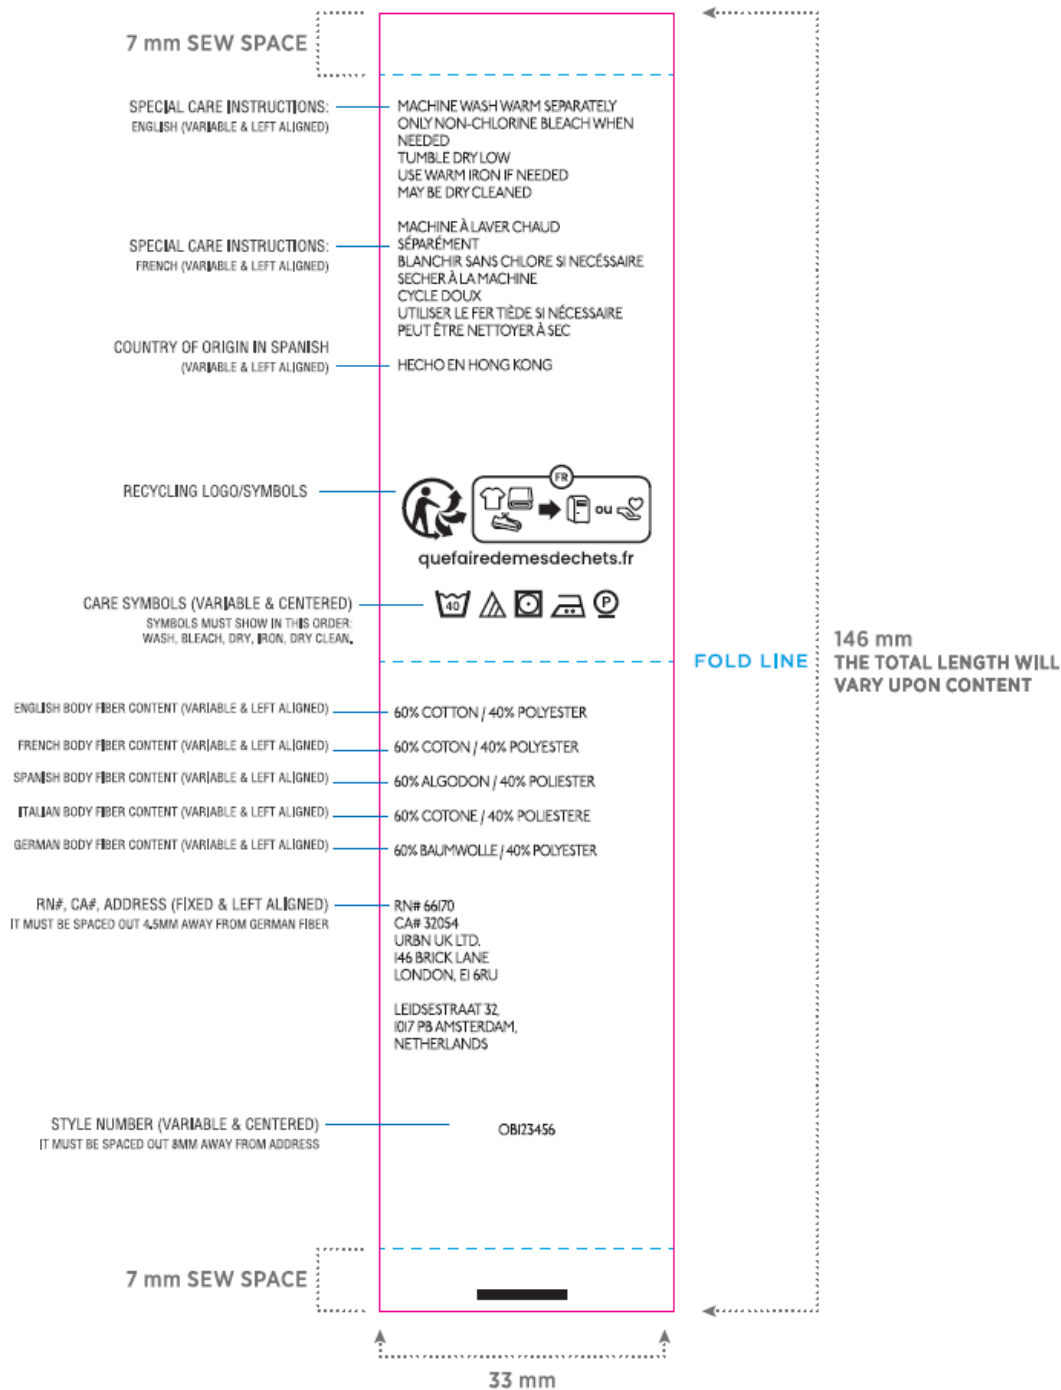 7 mm SEW SPACE
SPECIAL CARE INSTRUCTIONS:
ENGLISH (VARIABLE & LEFT ALIGNED)
MACHINE WASH WARM SEPARATELY
ONLY NON-CHLORINE BLEACH WHEN
NEEDED
TUMBLE DRY LOW
USE WARM IRON IF NEEDED
MAY BE DRY CLEANED
SPECIAL CARE INSTRUCTIONS:
FRENCH (VARIABLE & LEFT ALIGNED)
MACHINE À LAVER CHAUD
SÉPARÉMENT
BLANCHIR SANS CHLORE SI NECÉSSAIRE
SECHER À LA MACHINE
CYCLE DOUX
UTILISER LE FER TIÈDE SI NÉCESSAIRE
PEUT ÊTRE NETTOYER À SEC
COUNTRY OF ORIGIN IN SPANISH
(VARIABLE & LEFT ALIGNED)
HECHO EN HONG KONG
RECYCLING LOGO/SYMBOLS
FR
ou
quefairedemesdechets.fr
CARE SYMBOLS (VARIABLE & CENTERED)
SYMBOLS MUST SHOW IN THIS ORDER:
WASH, BLEACH, DRY, IRON, DRY CLEAN.
40
P
FOLD LINE
146 mm
THE TOTAL LENGTH WILL
VARY UPON CONTENT
ENGLISH BODY FIBER CONTENT (VARIABLE & LEFT ALIGNED)
60% COTTON / 40% POLYESTER
FRENCH BODY FIBER CONTENT (VARIABLE & LEFT ALIGNED)
60% COTON / 40% POLYESTER
SPANISH BODY FIBER CONTENT (VARIABLE & LEFT ALIGNED)
60% ALGODON / 40% POLIESTER
ITALIAN BODY FIBER CONTENT (VARIABLE & LEFT ALIGNED)
60% COTONE / 40% POLIESTERE
GERMAN BODY FIBER CONTENT (VARIABLE & LEFT ALIGNED)
60% BAUMWOLLE / 40% POLYESTER
RN#, CA#, ADDRESS (FIXED & LEFT ALIGNED)
IT MUST BE SPACED OUT 4.5MM AWAY FROM GERMAN FIBER
RN# 66170
CA# 32054
URBN UK LTD.
146 BRICK LANE
LONDON, E1 6RU
LEIDSESTRAAT 32,
1017 PB AMSTERDAM,
NETHERLANDS
STYLE NUMBER (VARIABLE & CENTERED)
IT MUST BE SPACED OUT 8MM AWAY FROM ADDRESS
OB123456
7 mm SEW SPACE
33 mm